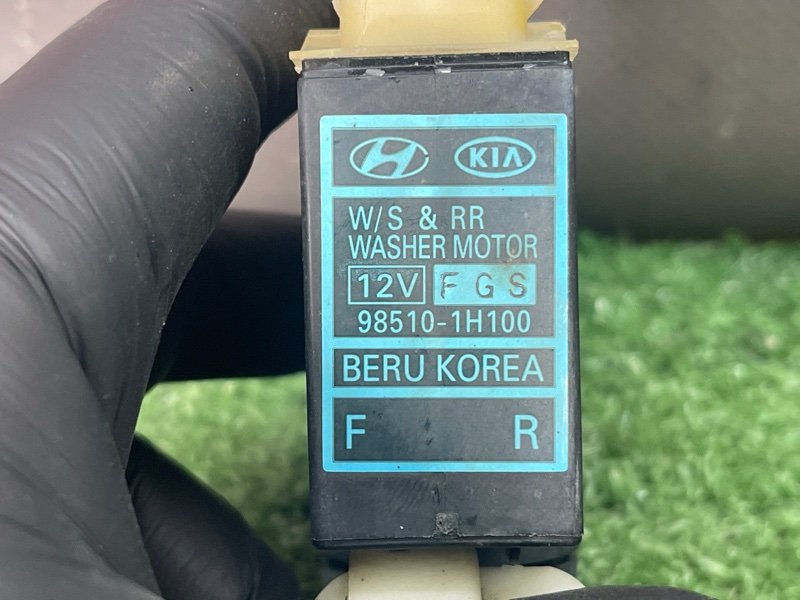 KIA
W/S & RR
WASHER MOTOR
12V F G S
98510-1H100
BERU KOREA
F R